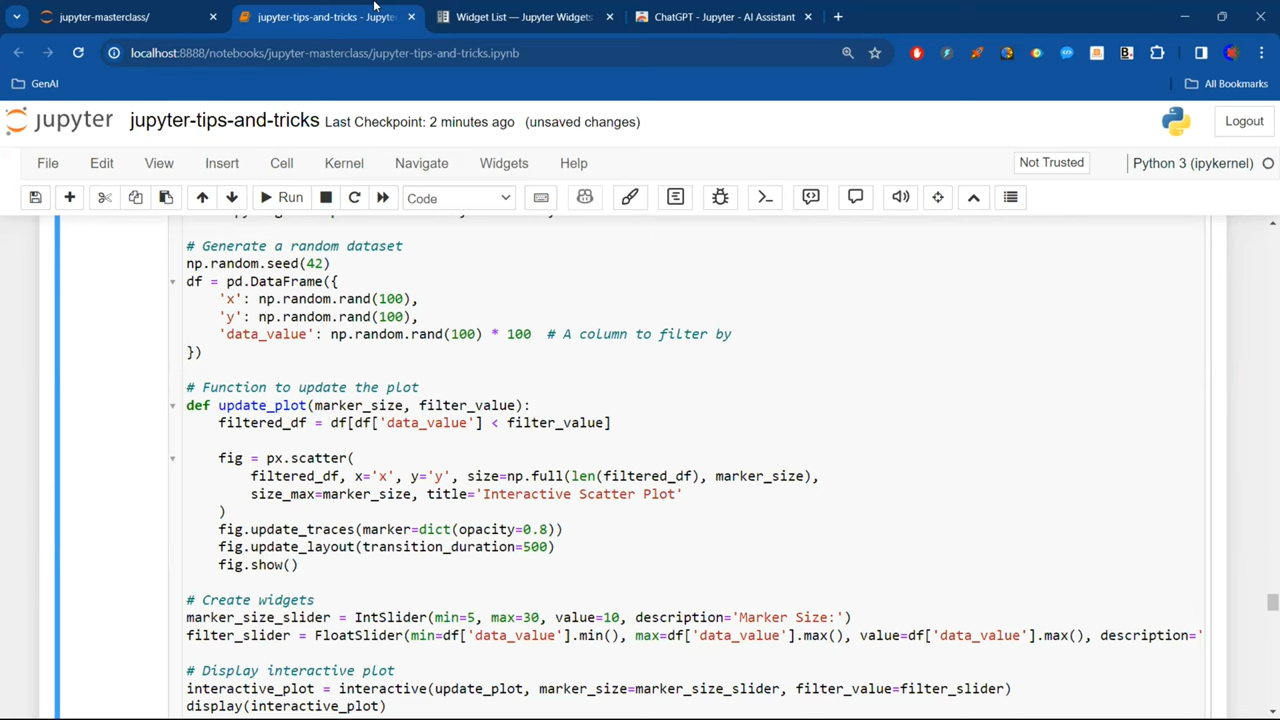 jupyter-masterclass/
jupyter-tips-and-tricks - Jupyter
Widget List — Jupyter Widgets
ChatGPT - Jupyter - AI Assistant
localhost:8888/notebooks/jupyter-masterclass/jupyter-tips-and-tricks.ipynb
GenAI
All Bookmarks
jupyter jupyter-tips-and-tricks Last Checkpoint: 2 minutes ago (unsaved changes)
Logout
File Edit View Insert Cell Kernel Navigate Widgets Help
Not Trusted
Python 3 (ipykernel)
Run
Code
# Generate a random dataset
np.random.seed(42)
df = pd.DataFrame({
'x': np.random.rand(100),
'y': np.random.rand(100),
'data_value': np.random.rand(100) * 100 # A column to filter by
})
# Function to update the plot
def update_plot(marker_size, filter_value):
filtered_df = df[df['data_value'] < filter_value]
fig = px.scatter(
filtered_df, x='x', y='y', size=np.full(len(filtered_df), marker_size),
size_max=marker_size, title='Interactive Scatter Plot'
)
fig.update_traces(marker=dict(opacity=0.8))
fig.update_layout(transition_duration=500)
fig.show()
# Create widgets
marker_size_slider = IntSlider(min=5, max=30, value=10, description='Marker Size:')
filter_slider = FloatSlider(min=df['data_value'].min(), max=df['data_value'].max(), value=df['data_value'].max(), description='
# Display interactive plot
interactive_plot = interactive(update_plot, marker_size=marker_size_slider, filter_value=filter_slider)
display(interactive_plot)